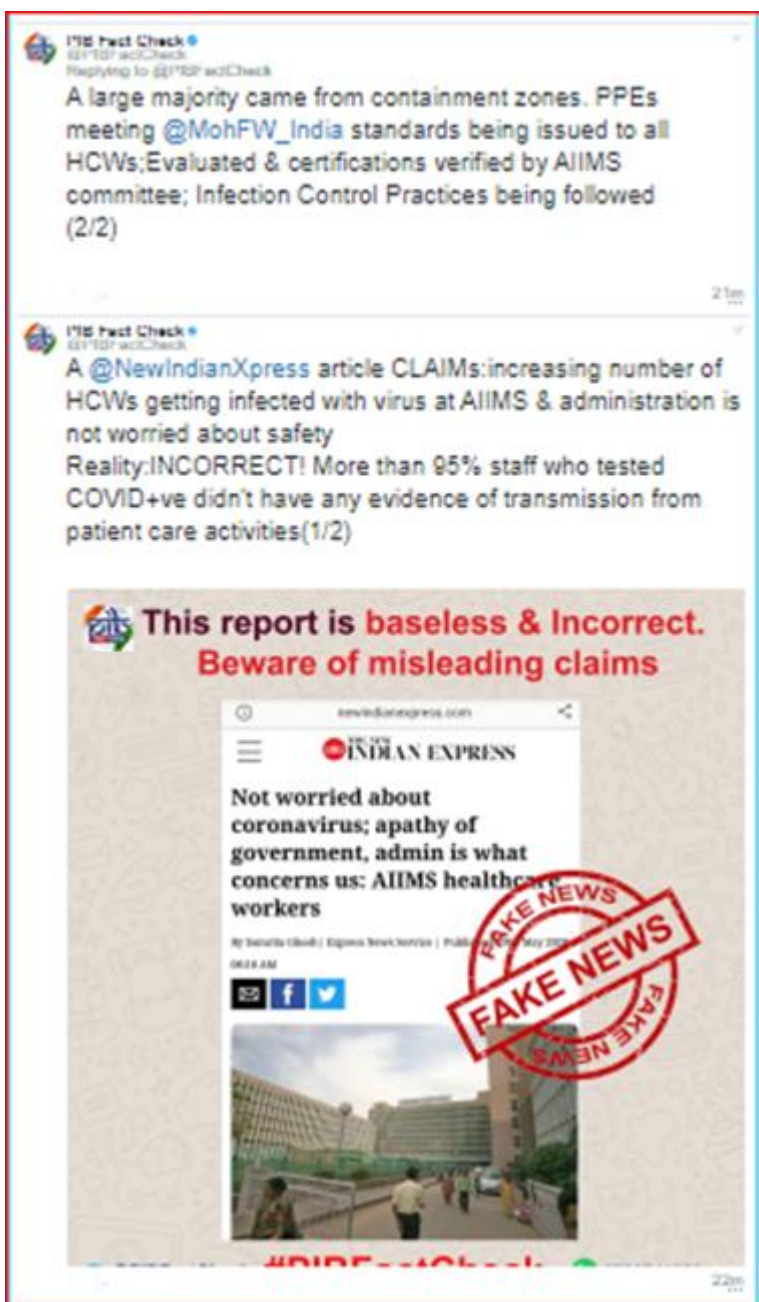 PIB Fact Check
@PIBFactCheck
Replying to @PIBFactCheck
A large majority came from containment zones. PPEs
meeting @MohFW_India standards being issued to all
HCWs;Evaluated & certifications verified by AIIMS
committee; Infection Control Practices being followed
(2/2)
21m
PIB Fact Check
@PIBFactCheck
A @NewIndianXpress article CLAIMs:increasing number of
HCWs getting infected with virus at AIIMS & administration is
not worried about safety
Reality:INCORRECT! More than 95% staff who tested
COVID+ve didn't have any evidence of transmission from
patient care activities(1/2)
This report is baseless & Incorrect.
Beware of misleading claims
newindianexpress.com
THE NEW
INDIAN EXPRESS
Not worried about
coronavirus; apathy of
government, admin is what
concerns us: AIIMS healthcare
workers
Express News Service
FAKE NEWS
FAKE NEWS
FAKE NEWS
FAKE NEWS
#PIBFactCheck
22m